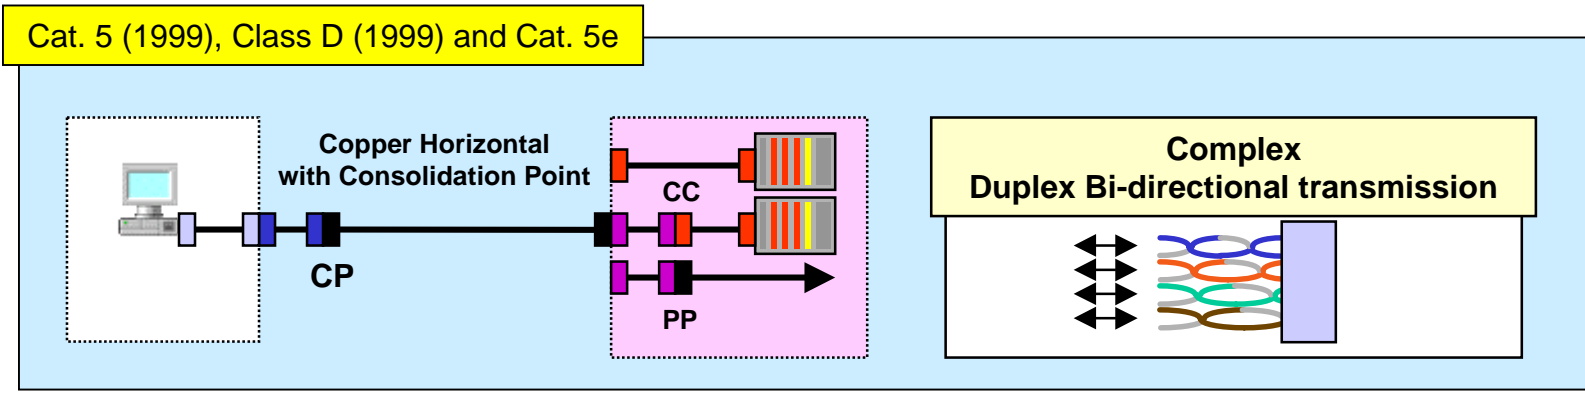 Cat. 5 (1999), Class D (1999) and Cat. 5e
Copper Horizontal
with Consolidation Point
CC
CP
PP
Complex
Duplex Bi-directional transmission